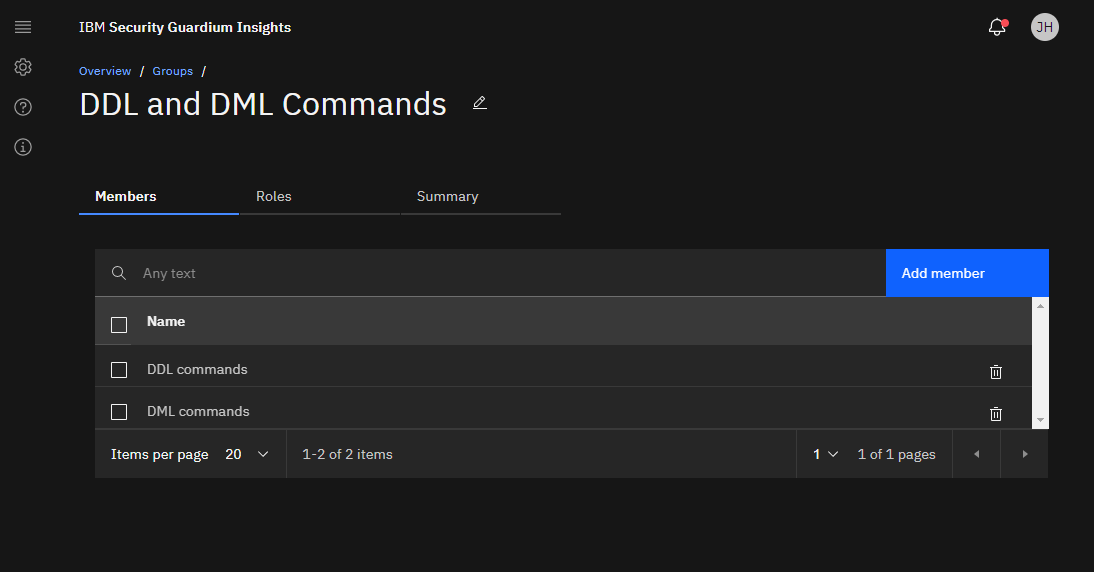 IBM Security Guardium Insights
JH
Overview / Groups /
DDL and DML Commands
Members Roles Summary
Any text Add member
Name
DDL commands
DML commands
Items per page 20 1-2 of 2 items 1 1 of 1 pages